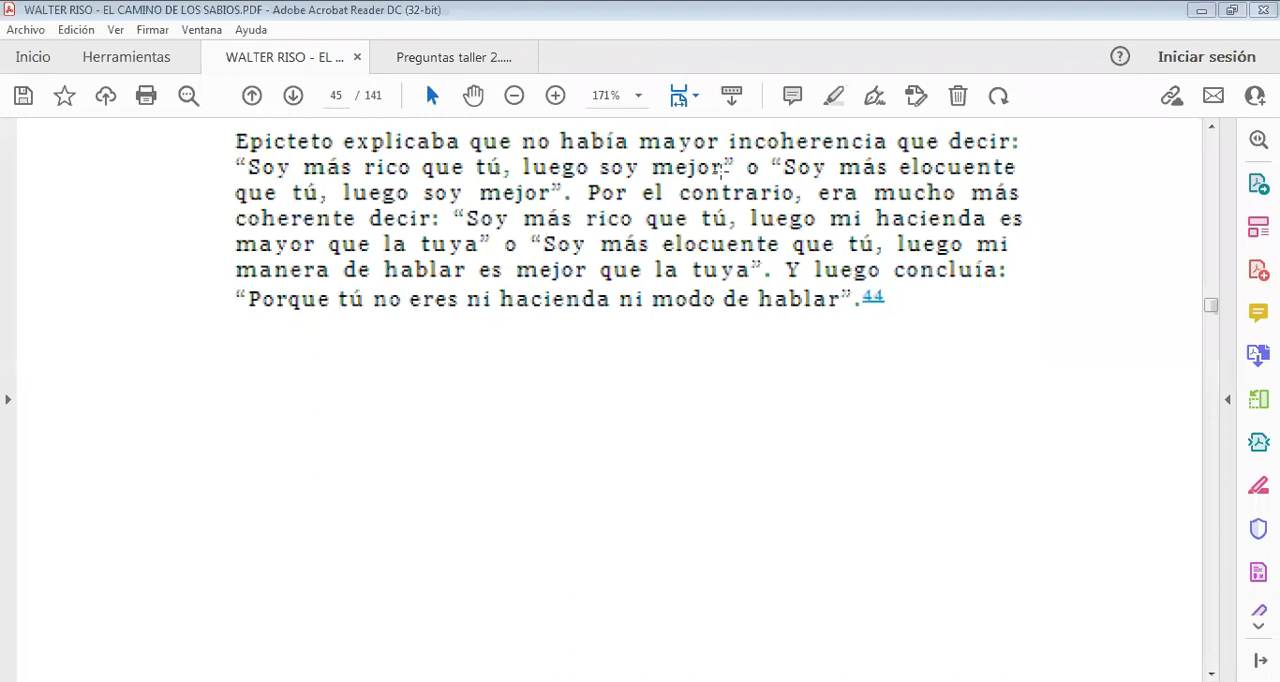 WALTER RISO - EL CAMINO DE LOS SABIOS.PDF - Adobe Acrobat Reader DC (32-bit)
Archivo Edición Ver Firmar Ventana Ayuda
Inicio Herramientas WALTER RISO - EL ... × Preguntas taller 2..... ? Iniciar sesión
45 / 141 171%
Epicteto explicaba que no había mayor incoherencia que decir:
“Soy más rico que tú, luego soy mejor” o “Soy más elocuente
que tú, luego soy mejor”. Por el contrario, era mucho más
coherente decir: “Soy más rico que tú, luego mi hacienda es
mayor que la tuya” o “Soy más elocuente que tú, luego mi
manera de hablar es mejor que la tuya”. Y luego concluía:
“Porque tú no eres ni hacienda ni modo de hablar”.44